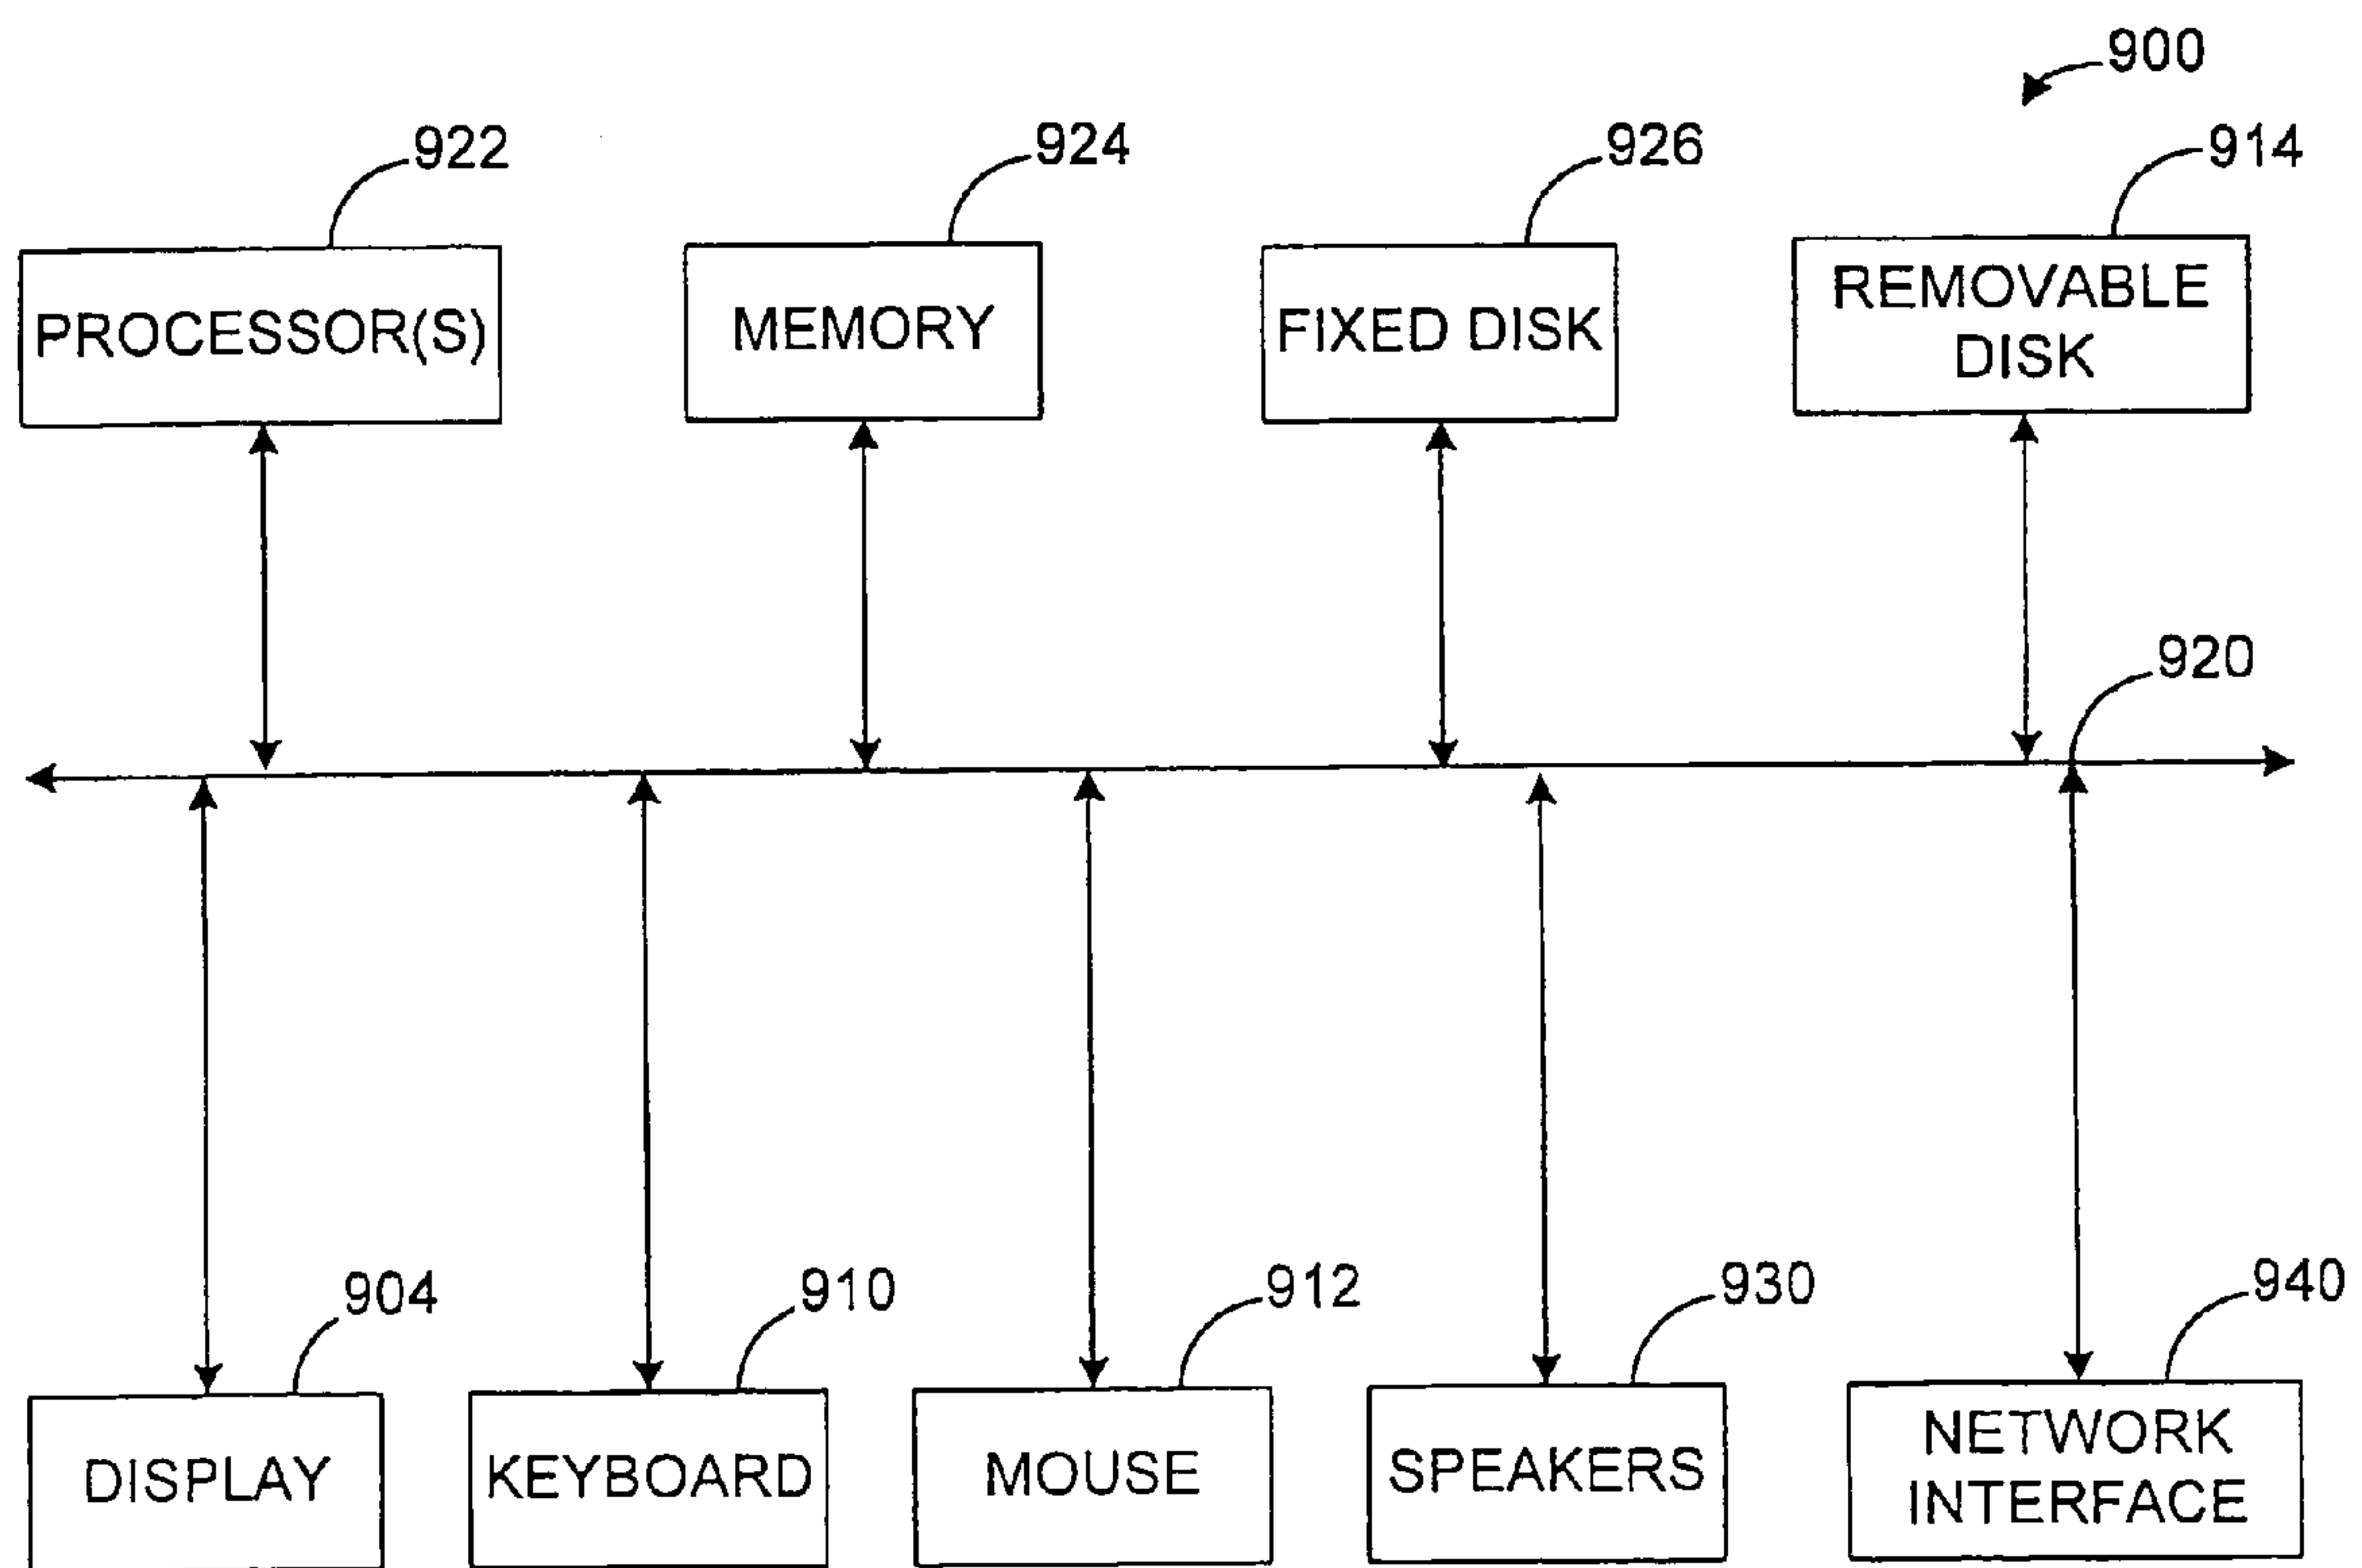 900
922
924
926
914
PROCESSOR(S)
MEMORY
FIXED DISK
REMOVABLE
DISK
920
904
910
912
930
940
DISPLAY
KEYBOARD
MOUSE
SPEAKERS
NETWORK
INTERFACE